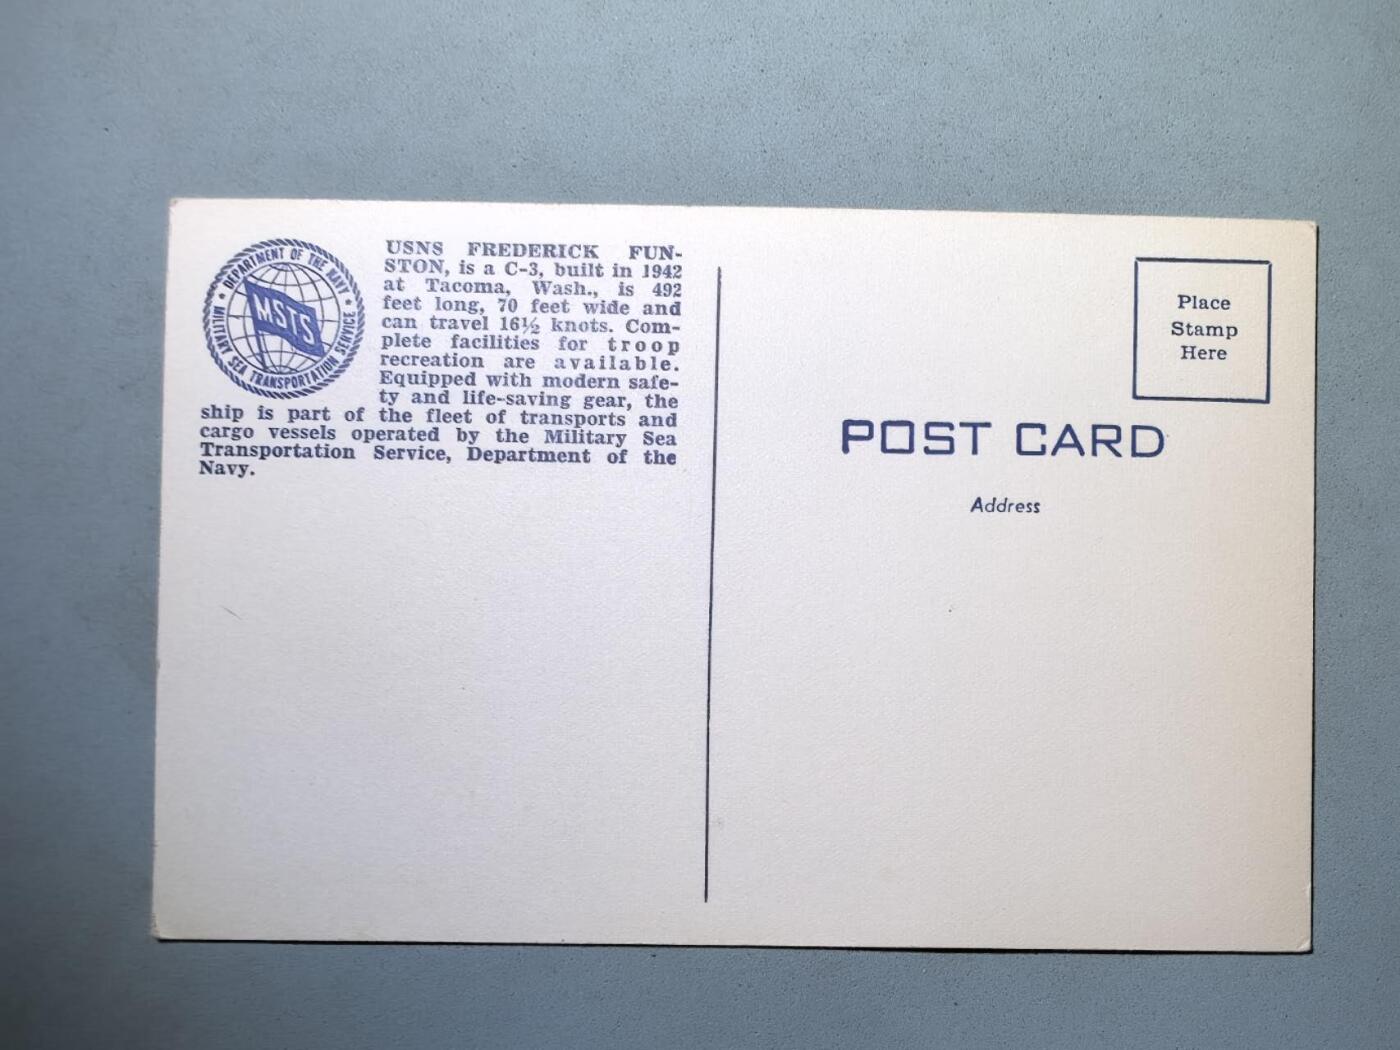 DEPARTMENT OF THE NAVY
MSTS
MILITARY SEA TRANSPORTATION SERVICE
USNS FREDERICK FUN-
STON, is a C-3, built in 1942
at Tacoma, Wash., is 492
feet long, 70 feet wide and
can travel 16½ knots. Com-
plete facilities for troop
recreation are available.
Equipped with modern safe-
ty and life-saving gear, the
ship is part of the fleet of transports and
cargo vessels operated by the Military Sea
Transportation Service, Department of the
Navy.
Place
Stamp
Here
POST CARD
Address